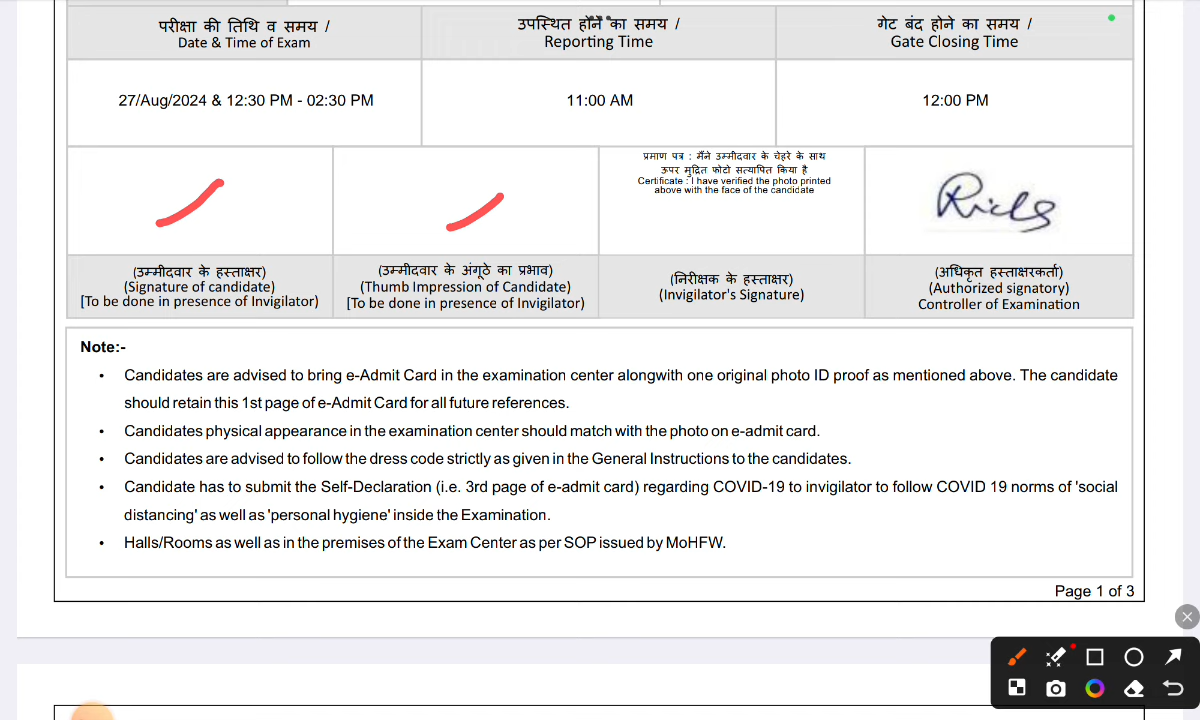 परीक्षा की तिथि व समय /
Date & Time of Exam
उपस्थित होने का समय /
Reporting Time
गेट बंद होने का समय /
Gate Closing Time
27/Aug/2024 & 12:30 PM - 02:30 PM
11:00 AM
12:00 PM
प्रमाण पत्र : मैंने उम्मीदवार के चेहरे के साथ
ऊपर मुद्रित फोटो सत्यापित किया है
Certificate : I have verified the photo printed
above with the face of the candidate
(उम्मीदवार के हस्ताक्षर)
(Signature of candidate)
[To be done in presence of Invigilator)
(उम्मीदवार के अंगूठे का प्रभाव)
(Thumb Impression of Candidate)
[To be done in presence of Invigilator)
(निरीक्षक के हस्ताक्षर)
(Invigilator's Signature)
(अधिकृत हस्ताक्षरकर्ता)
(Authorized signatory)
Controller of Examination
Note:-
• Candidates are advised to bring e-Admit Card in the examination center alongwith one original photo ID proof as mentioned above. The candidate
should retain this 1st page of e-Admit Card for all future references.
• Candidates physical appearance in the examination center should match with the photo on e-admit card.
• Candidates are advised to follow the dress code strictly as given in the General Instructions to the candidates.
• Candidate has to submit the Self-Declaration (i.e. 3rd page of e-admit card) regarding COVID-19 to invigilator to follow COVID 19 norms of 'social
distancing' as well as 'personal hygiene' inside the Examination.
• Halls/Rooms as well as in the premises of the Exam Center as per SOP issued by MoHFW.
Page 1 of 3